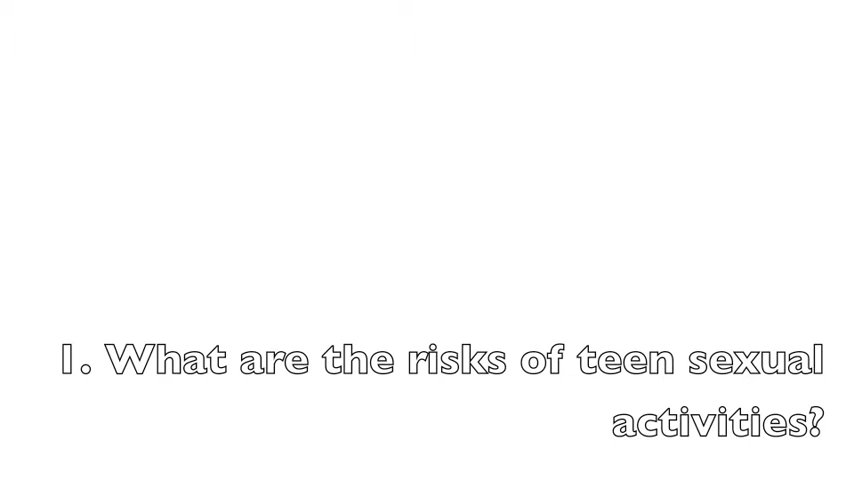 1. What are the risks of teen sexual
activities?